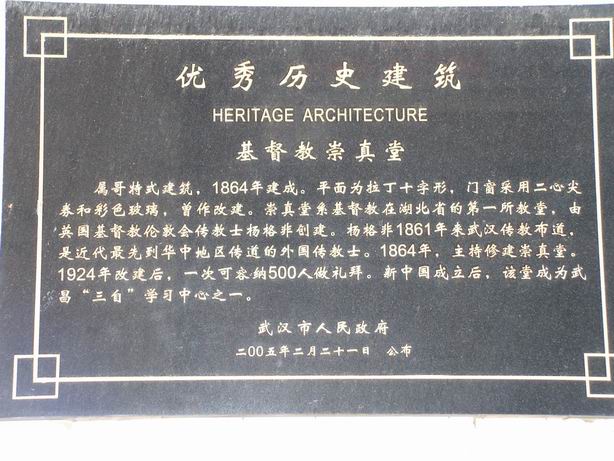 优秀历史建筑
HERITAGE ARCHITECTURE
基督教崇真堂
属哥特式建筑，1864年建成。平面为拉丁十字形，门窗采用二心尖
券和彩色玻璃，曾作改建。崇真堂系基督教在湖北省的第一所教堂，由
英国基督教伦敦会传教士杨格非创建。杨格非1861年来武汉传教布道，
是近代最先到华中地区传道的外国传教士。1864年，主持修建崇真堂。
1924年改建后，一次可容纳500人做礼拜。新中国成立后，该堂成为武
昌“三自”学习中心之一。
武汉市人民政府
二00五年二月二十一日 公布